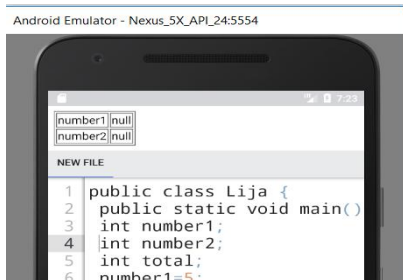 Android Emulator - Nexus_5X_API_24:5554
7:23
number1 null
number2 null
NEW FILE
1 public class Lija {
2 public static void main()
3 int number1;
4 int number2;
5 int total;
6 number1=5;